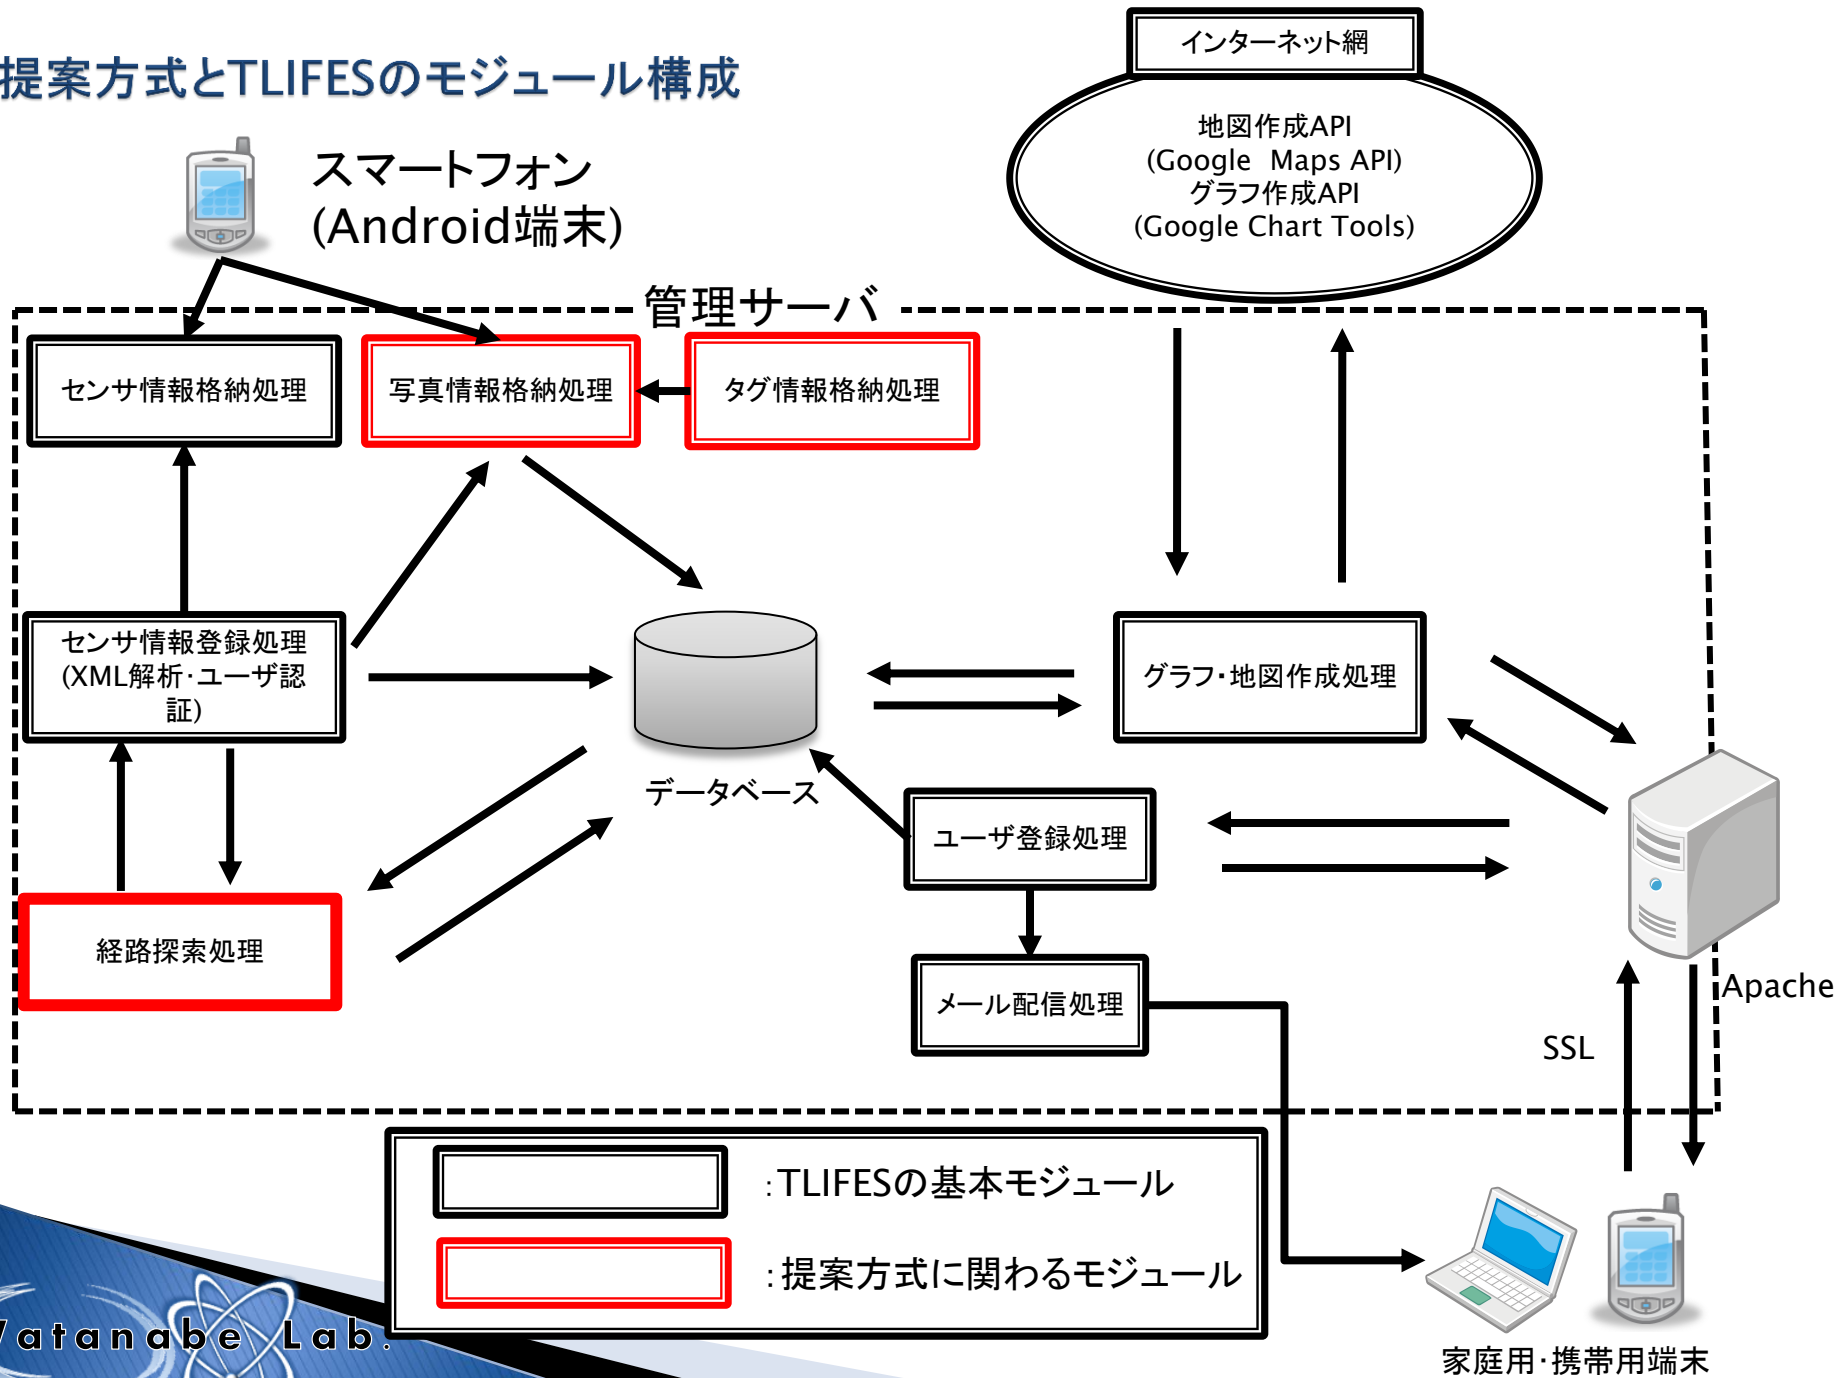 提案方式とTLIFESのモジュール構成
インターネット網
地図作成API
(Google Maps API)
グラフ作成API
(Google Chart Tools)
スマートフォン
(Android端末)
管理サーバ
センサ情報格納処理
写真情報格納処理
タグ情報格納処理
センサ情報登録処理
(XML解析・ユーザ認
証)
グラフ・地図作成処理
データベース
ユーザ登録処理
経路探索処理
メール配信処理
Apache
SSL
:TLIFESの基本モジュール
:提案方式に関わるモジュール
Watanabe Lab.
家庭用・携帯用端末